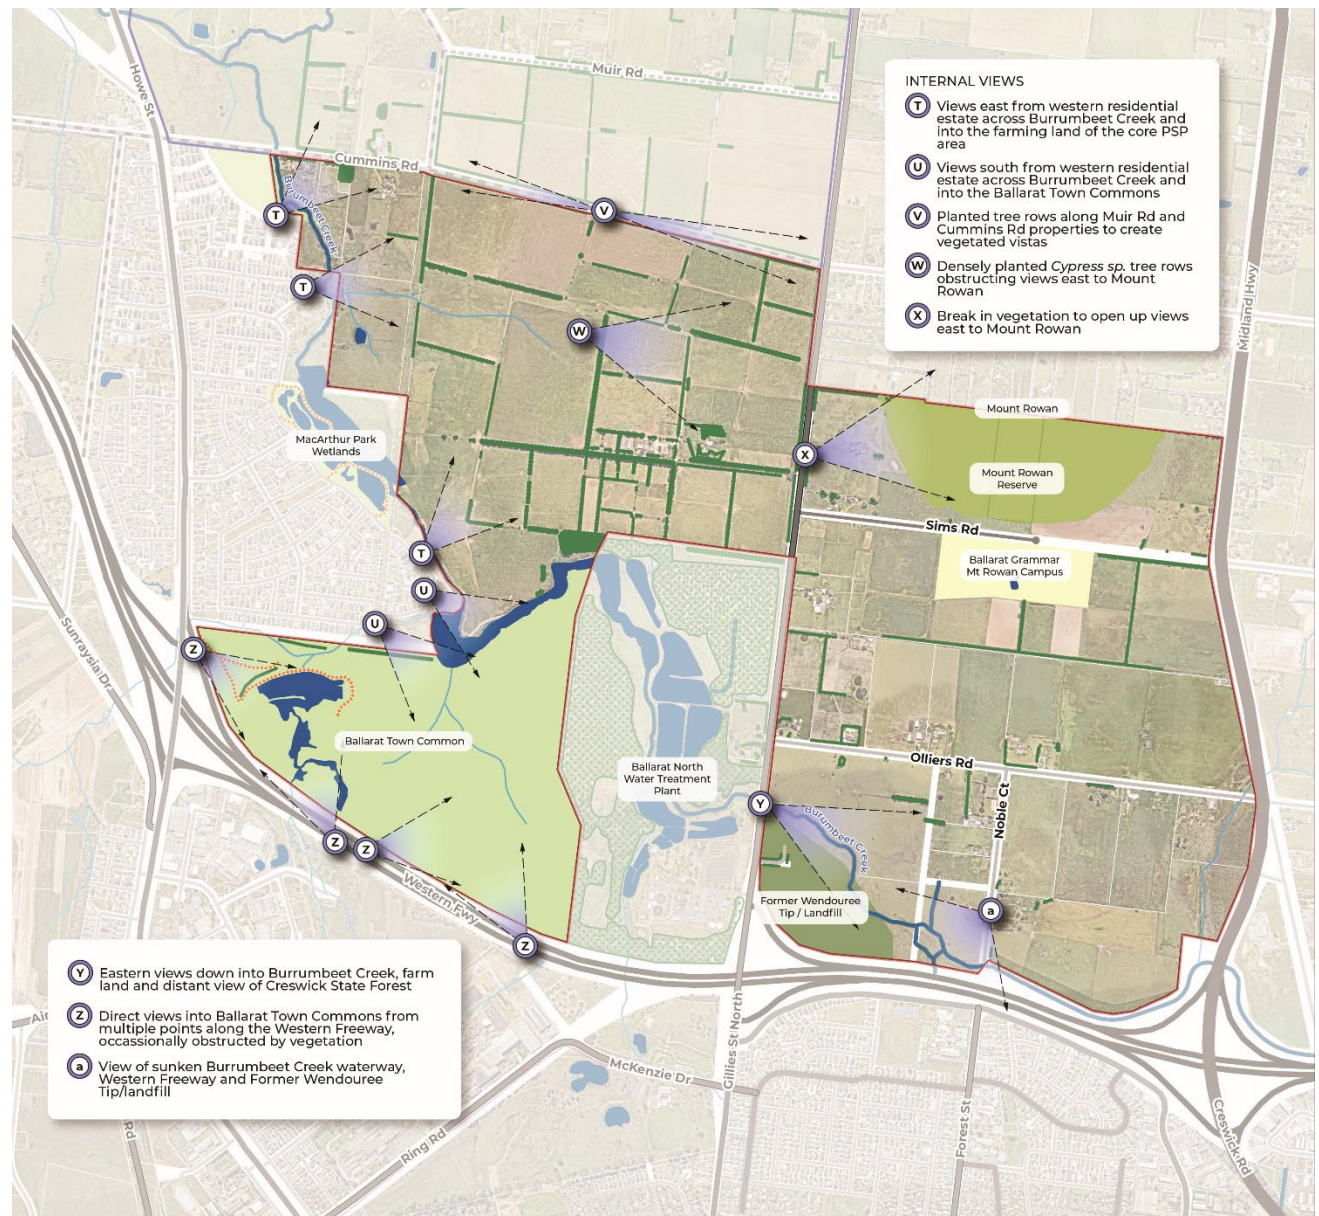 Muir Rd
Howe St
Cummins Rd
Burrumbeet Creek
INTERNAL VIEWS
T Views east from western residential
estate across Burrumbeet Creek and
into the farming land of the core PSP
area
U Views south from western residential
estate across Burrumbeet Creek and
into the Ballarat Town Commons
V Planted tree rows along Muir Rd and
Cummins Rd properties to create
vegetated vistas
W Densely planted Cypress sp. tree rows
obstructing views east to Mount
Rowan
X Break in vegetation to open up views
east to Mount Rowan
Midland Hwy
T
V
T
W
Mount Rowan
MacArthur Park
Wetlands
X
Mount Rowan
Reserve
Sims Rd
T
Ballarat Grammar
Mt Rowan Campus
U
U
Sunraysia Dr
Z
Ballarat Town Common
Ballarat North
Water Treatment
Plant
Olliers Rd
Noble Ct
Y
Burumbeet Creek
Z
Z
Western Fwy
Former Wendouree
Tip / Landfill
a
Z
Y Eastern views down into Burrumbeet Creek, farm
land and distant view of Creswick State Forest
Z Direct views into Ballarat Town Commons from
multiple points along the Western Freeway,
occassionally obstructed by vegetation
a View of sunken Burrumbeet Creek waterway,
Western Freeway and Former Wendouree
Tip/landfill
Gillies St North
McKenzie Dr
Ring Rd
Forest St
Creswick Rd
Rd